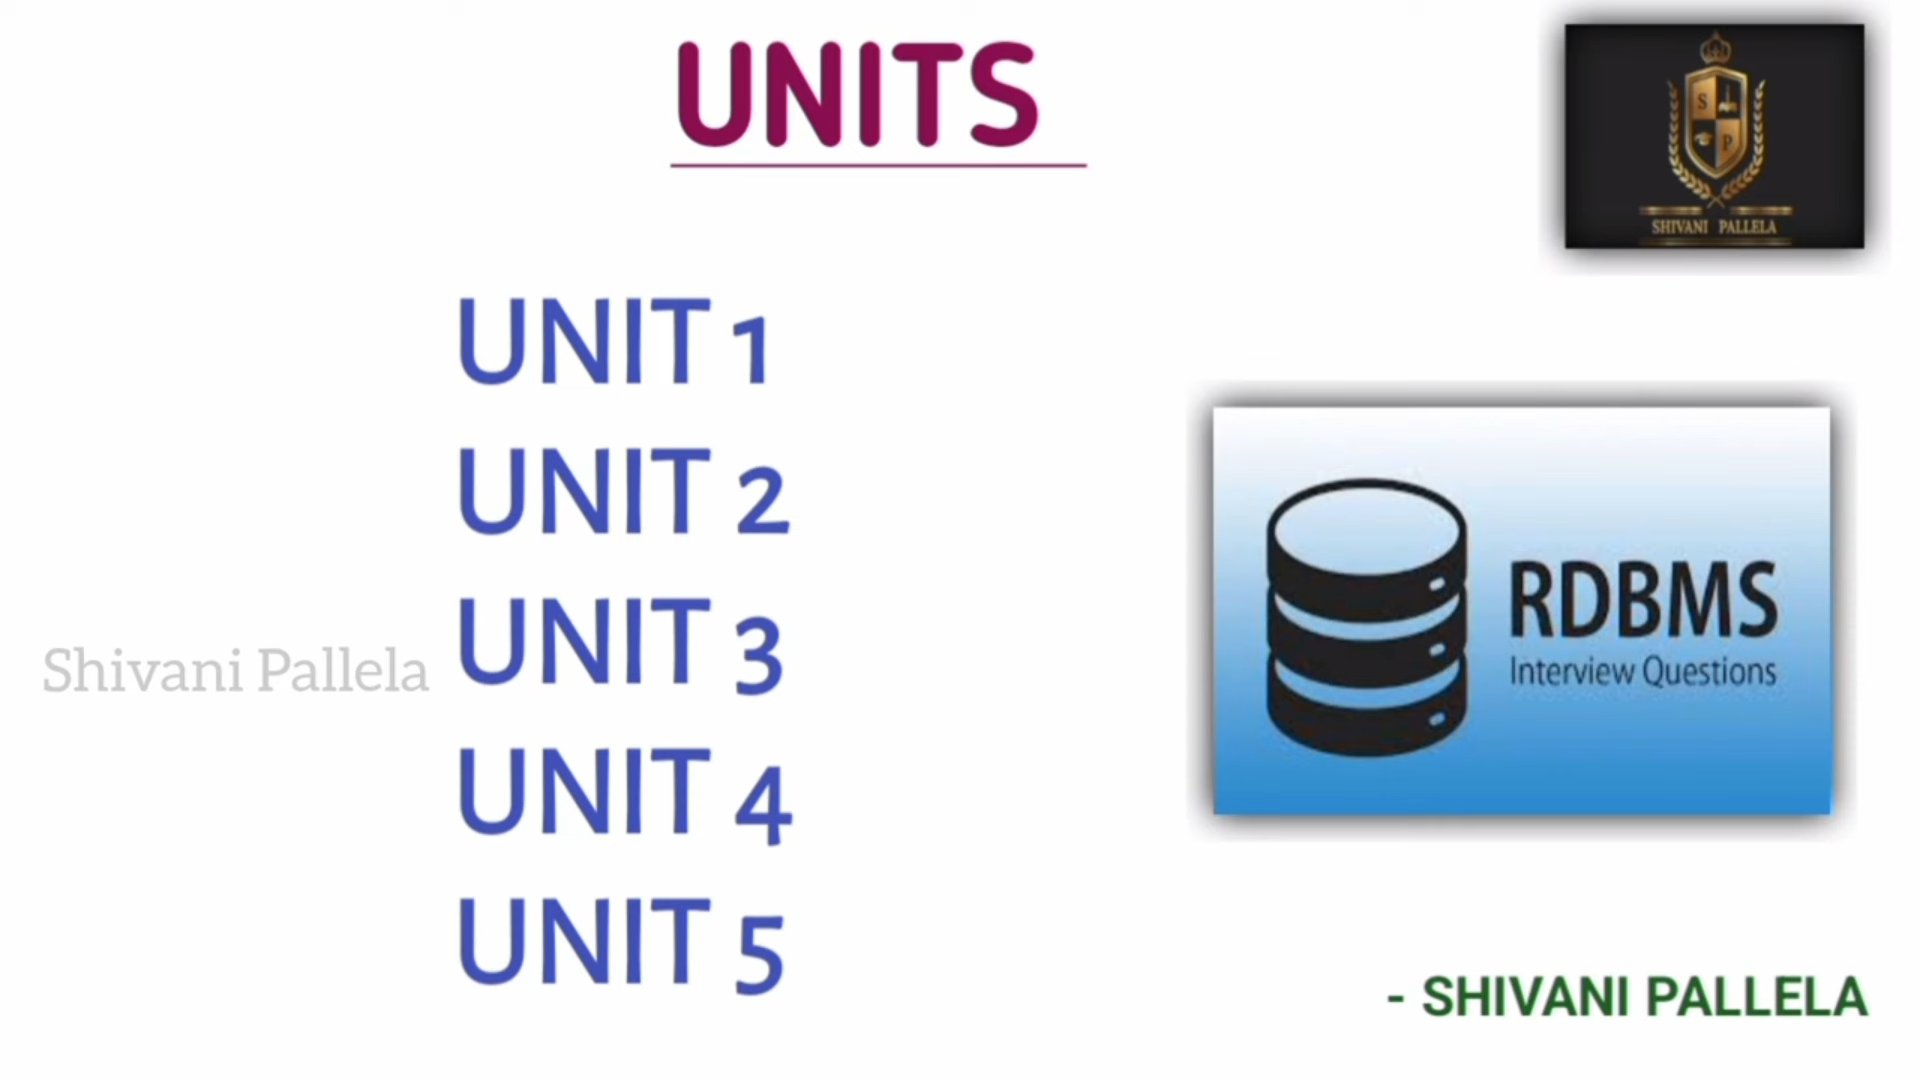 UNITS
S
P
SHIVANI PALLELA
UNIT 1
UNIT 2
UNIT 3
UNIT 4
UNIT 5
Shivani Pallela
RDBMS
Interview Questions
- SHIVANI PALLELA